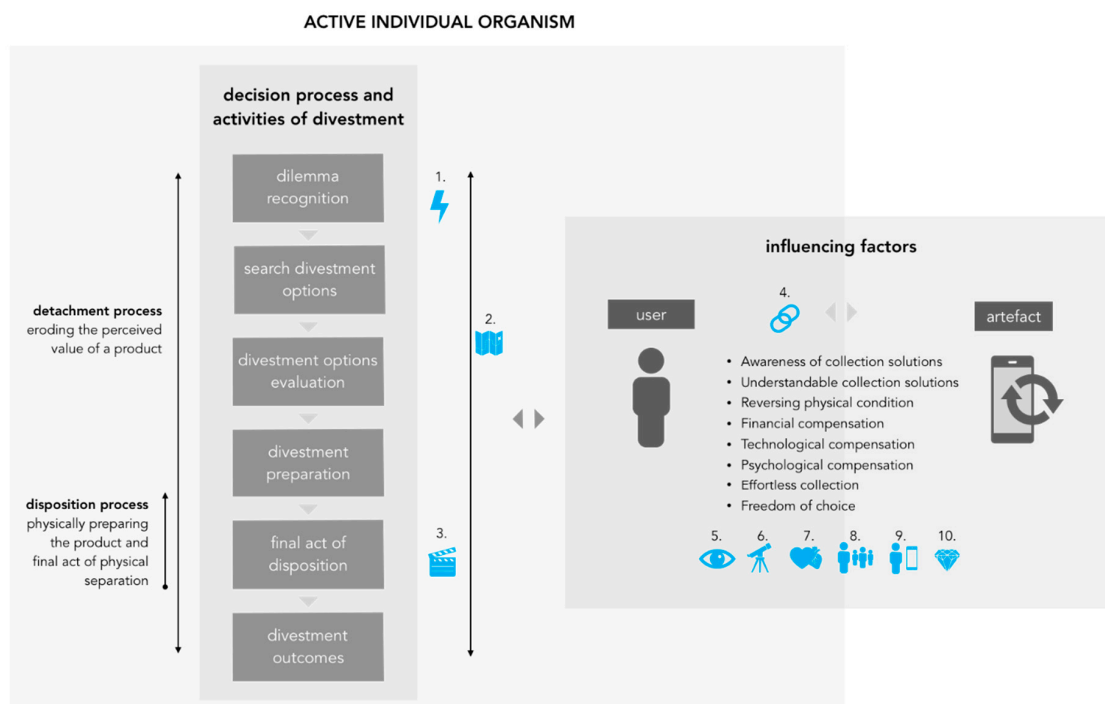 ACTIVE INDIVIDUAL ORGANISM
decision process and
activities of divestment
dilemma
recognition
search divestment
options
divestment options
evaluation
divestment
preparation
final act of
disposition
divestment
outcomes
detachment process
eroding the perceived
value of a product
disposition process
physically preparing
the product and
final act of physical
separation
1.
2.
3.
influencing factors
user
4.
artefact
• Awareness of collection solutions
• Understandable collection solutions
• Reversing physical condition
• Financial compensation
• Technological compensation
• Psychological compensation
• Effortless collection
• Freedom of choice
5. 6. 7. 8. 9. 10.